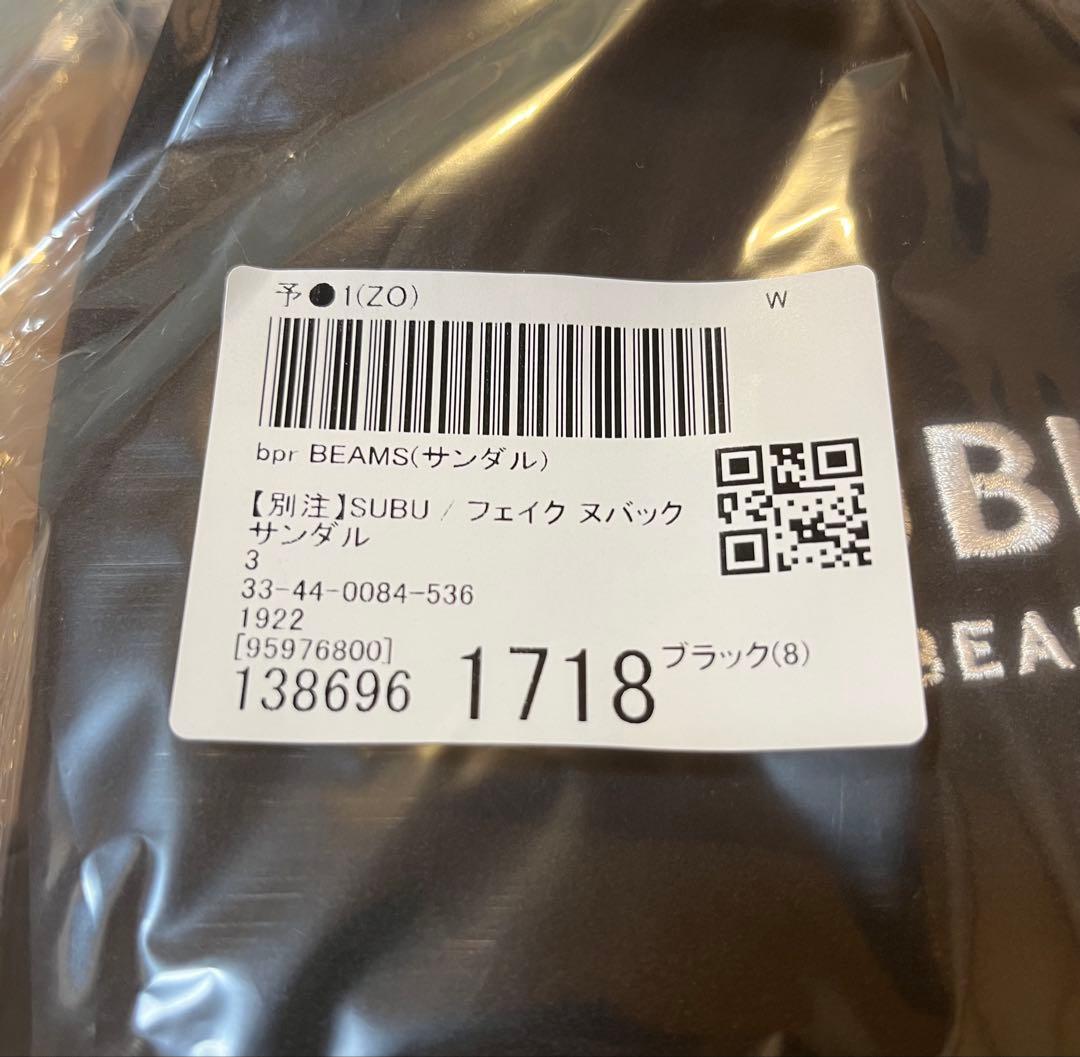 予●1(ZO)
W
bpr BEAMS(サンダル)
【別注】SUBU / フェイク ヌバック
サンダル
3
33-44-0084-536
1922
[95976800]
138696
1718
ブラック(8)
B
BEA